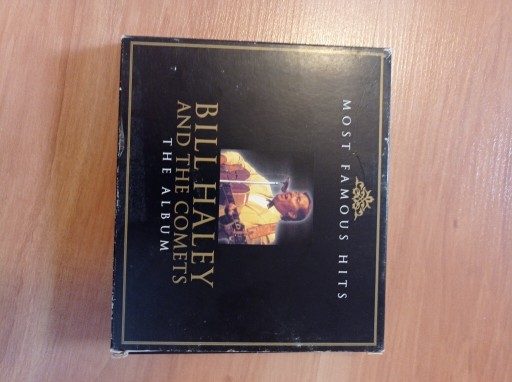 MOST FAMOUS HITS
BILL HALEY
AND THE COMETS
THE ALBUM